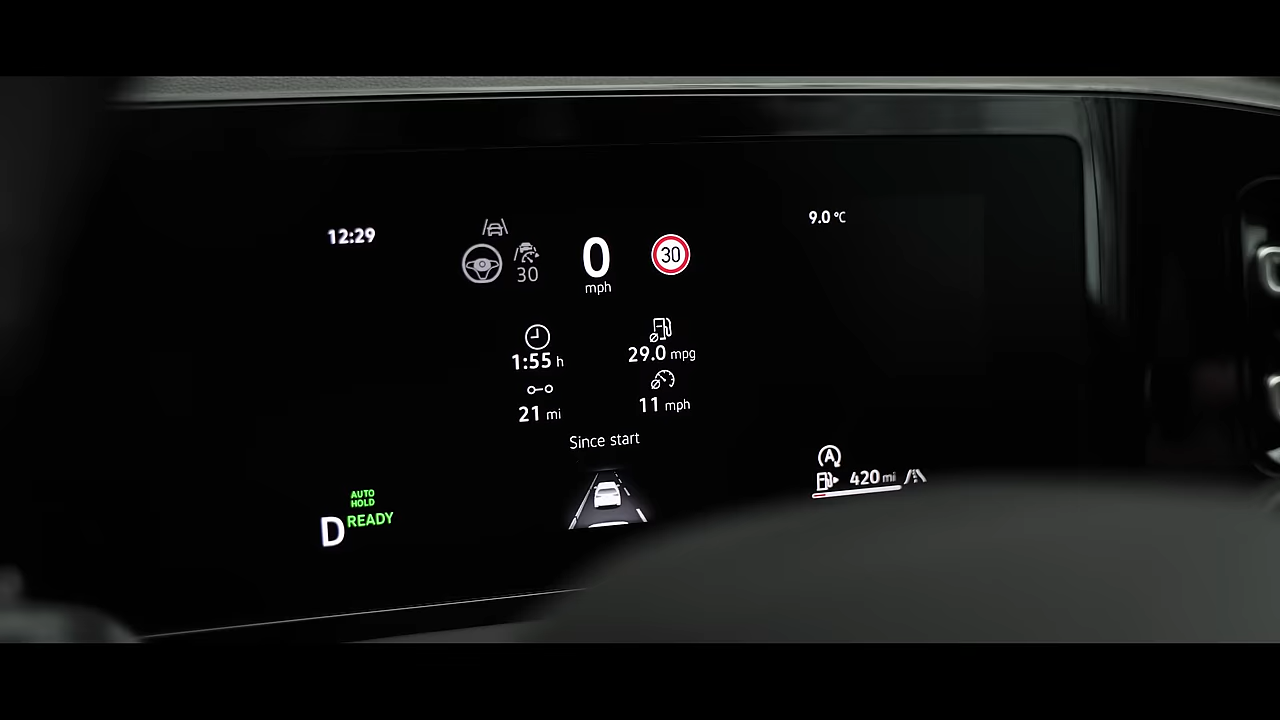 12:29
30
0
mph
30
9.0 °C
1:55 h
29.0 mpg
21 mi
11 mph
Since start
A
420 mi
AUTO
HOLD
D READY